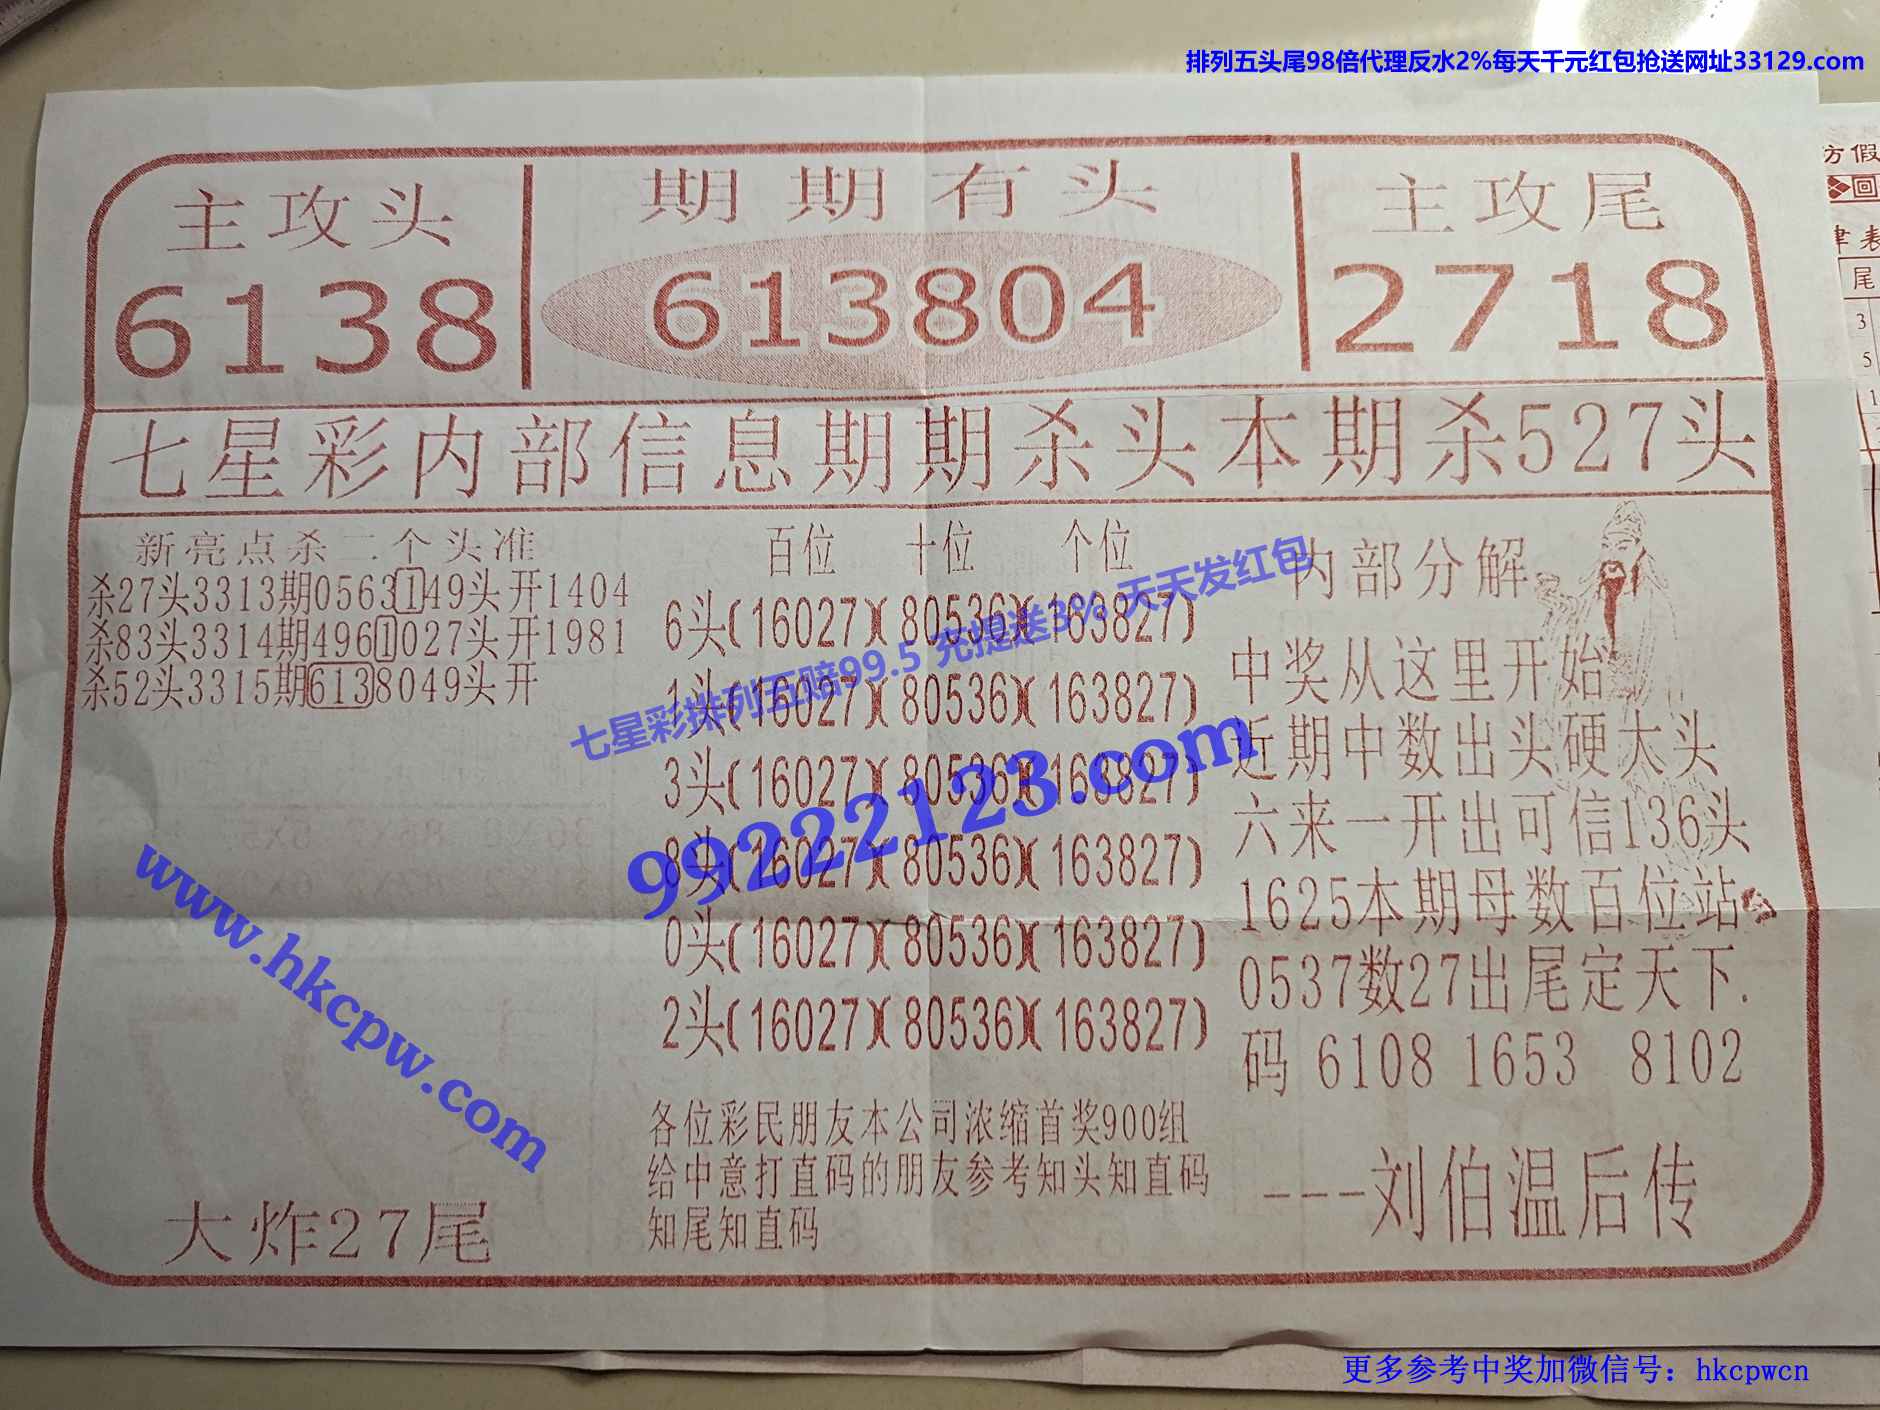 排列五头尾98倍代理反水2%每天千元红包抢送网址33129.com
主攻头
6138
期期有头
613804
主攻尾
2718
七星彩内部信息期期杀头本期杀527头
新亮点杀二个头准
杀27头3313期0563149头开1404
杀83头3314期4961027头开1981
杀52头3315期6138049头开
大炸27尾
百位 十位 个位
6头(16027)(80536)(163827)
1头(16027)(80536)(163827)
3头(16027)(80536)(163827)
8头(16027)(80536)(163827)
0头(16027)(80536)(163827)
2头(16027)(80536)(163827)
各位彩民朋友本公司浓缩首奖900组
给中意打直码的朋友参考知头知直码
知尾知直码
内部分解
中奖从这里开始
近期中数出头硬太头
六来一开出可信136头
1625本期母数百位站
0537数27出尾定天下.
码 6108 1653 8102
---刘伯温后传
七星彩排列五赔99.5 充提送3% 天天发红包
99222123.com
www.hkcpw.com
方假
回
律表
尾
3
5
1
更多参考中奖加微信号：hkcpwcn